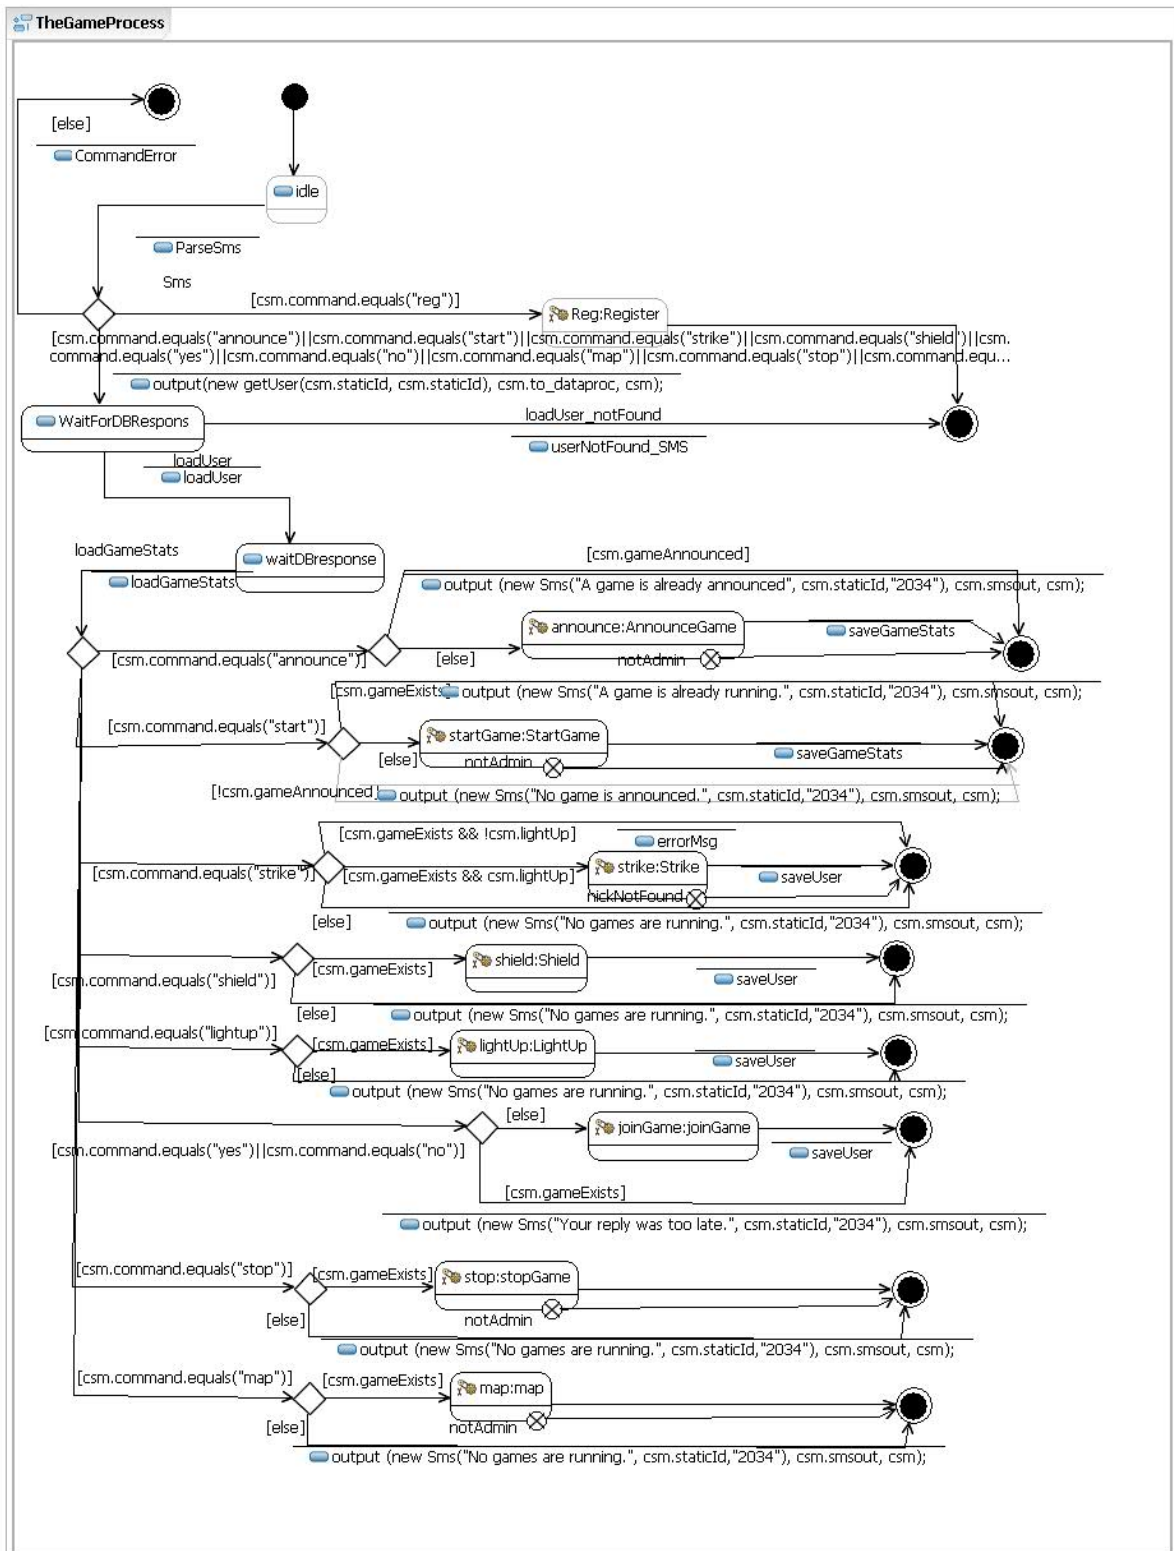 TheGameProcess
[else]
CommandError
idle
ParseSms
Sms
[csm.command.equals("reg")]
Reg:Register
[csm.command.equals("announce")||csm.command.equals("start")||csm.command.equals("strike")||csm.command.equals("shield")||csm.
command.equals("yes")||csm.command.equals("no")||csm.command.equals("map")||csm.command.equals("stop")||csm.command.equ...
output(new getUser(csm.staticId, csm.staticId), csm.to_dataproc, csm);
WaitForDBRespons
loadUser_notFound
userNotFound_SMS
loadUser
loadUser
loadGameStats
waitDBresponse
[csm.gameAnnounced]
loadGameStats
output (new Sms("A game is already announced", csm.staticId,"2034"), csm.smsout, csm);
announce:AnnounceGame
saveGameStats
[csm.command.equals("announce")]
[else]
notAdmin
[csm.gameExists]
output (new Sms("A game is already running.", csm.staticId,"2034"), csm.smsout, csm);
[csm.command.equals("start")]
startGame:StartGame
[else]
notAdmin
saveGameStats
[!csm.gameAnnounced]
output (new Sms("No game is announced.", csm.staticId,"2034"), csm.smsout, csm);
[csm.gameExists && !csm.lightUp]
errorMsg
[csm.command.equals("strike")]
[csm.gameExists && csm.lightUp]
strike:Strike
saveUser
nickNotFound
[else]
output (new Sms("No games are running.", csm.staticId,"2034"), csm.smsout, csm);
[csm.gameExists]
shield:Shield
[csm.command.equals("shield")]
saveUser
[else]
output (new Sms("No games are running.", csm.staticId,"2034"), csm.smsout, csm);
[csm.command.equals("lightup")]
[csm.gameExists]
lightUp:LightUp
saveUser
[else]
output (new Sms("No games are running.", csm.staticId,"2034"), csm.smsout, csm);
[else]
joinGame:joinGame
[csm.command.equals("yes")||csm.command.equals("no")]
saveUser
[csm.gameExists]
output (new Sms("Your reply was too late.", csm.staticId,"2034"), csm.smsout, csm);
[csm.command.equals("stop")]
[csm.gameExists]
stop:stopGame
[else]
notAdmin
output (new Sms("No games are running.", csm.staticId,"2034"), csm.smsout, csm);
[csm.command.equals("map")]
[csm.gameExists]
map:map
[else]
notAdmin
output (new Sms("No games are running.", csm.staticId,"2034"), csm.smsout, csm);